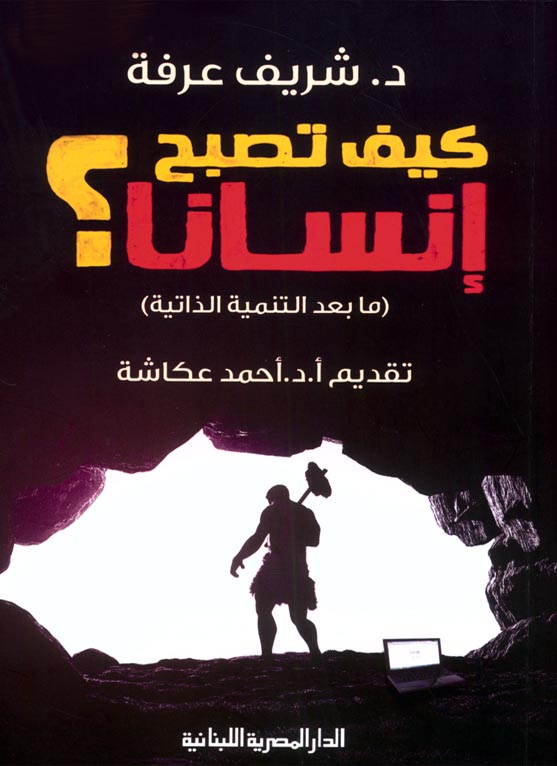 د. شريف عرفة
كيف تصبح
إنسانا؟
(ما بعد التنمية الذاتية)
تقديم أ.د.أحمد عكاشة
الدار المصرية اللبنانية